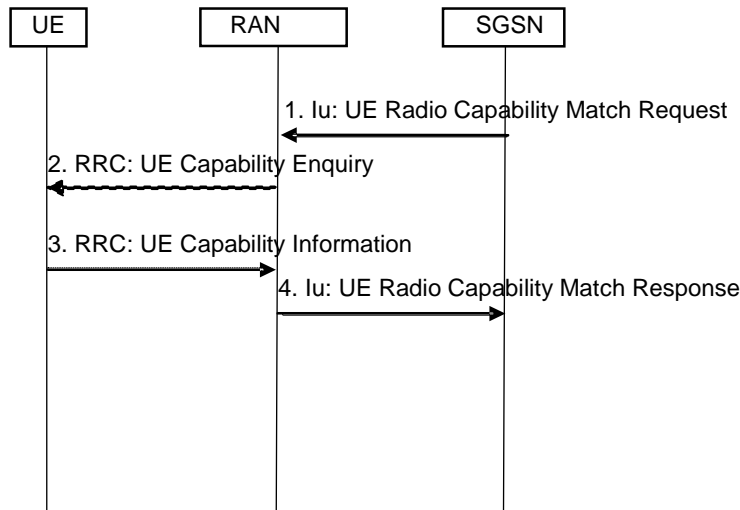 UE
RAN
SGSN
1. Iu: UE Radio Capability Match Request
2. RRC: UE Capability Enquiry
3. RRC: UE Capability Information
4. Iu: UE Radio Capability Match Response